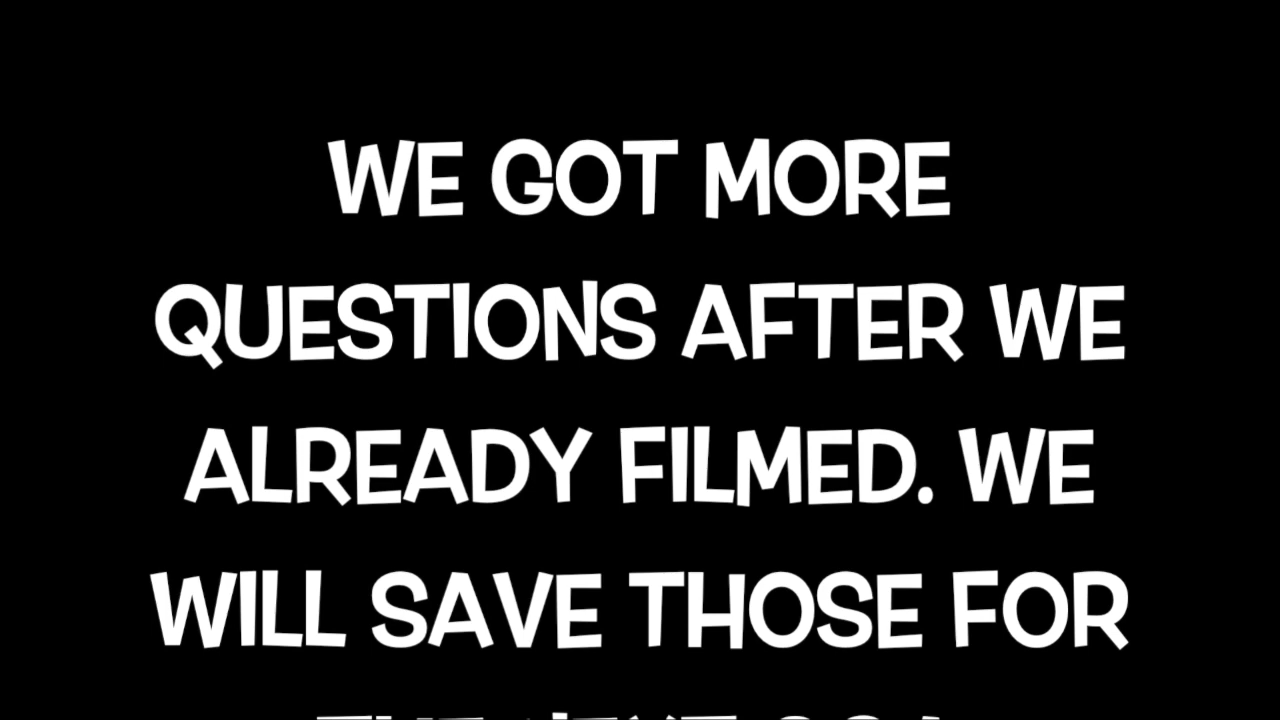 WE GOT MORE
QUESTIONS AFTER WE
ALREADY FILMED. WE
WILL SAVE THOSE FOR